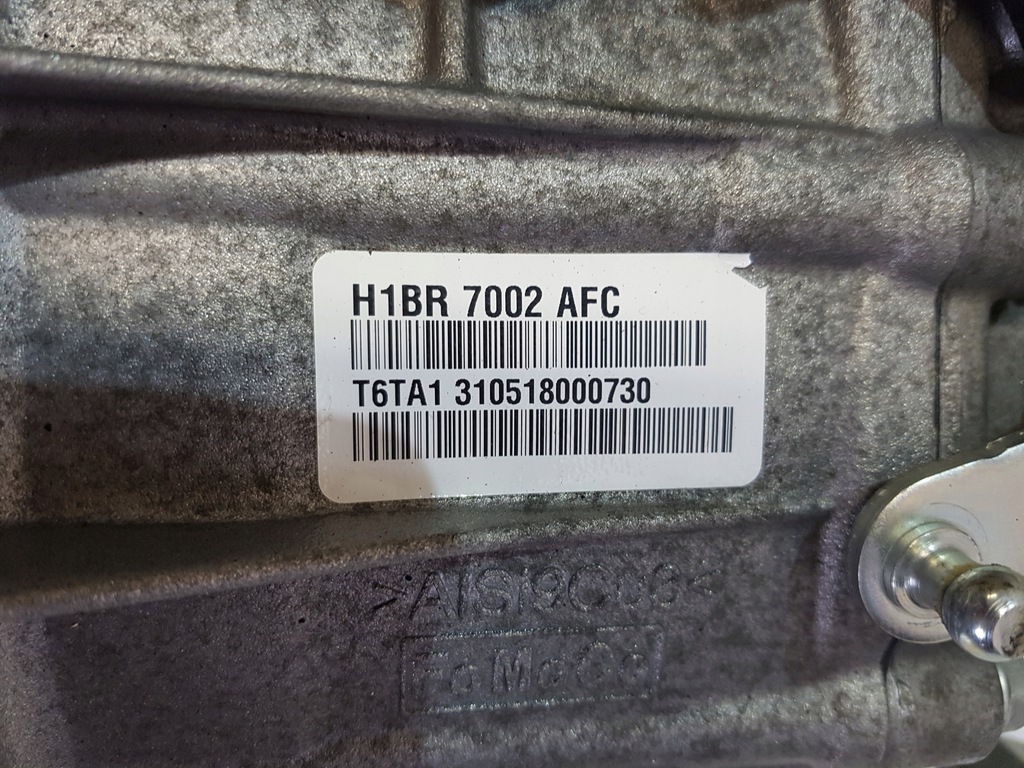 H1BR 7002 AFC
T6TA1 310518000730
>AlSi9Cu3<
FoMoCo